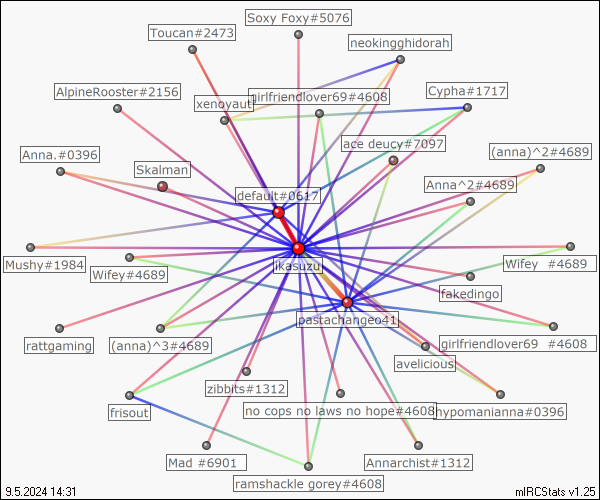 Soxy Foxy#5076
Toucan#2473
neokingghidorah
AlpineRooster#2156
xenoyaut
girlfriendlover69#4608
Cypha#1717
ace deucy#7097
Anna.#0396
(anna)^2#4689
Skalman
default#0617
Anna^2#4689
Mushy#1984
Wifey#4689
ikasuzu
Wifey #4689
fakedingo
pastachangeo41
rattgaming
(anna)^3#4689
girlfriendlover69 #4608
avelicious
zibbits#1312
frisout
no cops no laws no hope#4608
hypomanianna#0396
Mad #6901
Annarchist#1312
ramshackle gorey#4608
9.5.2024 14:31
mIRCStats v1.25